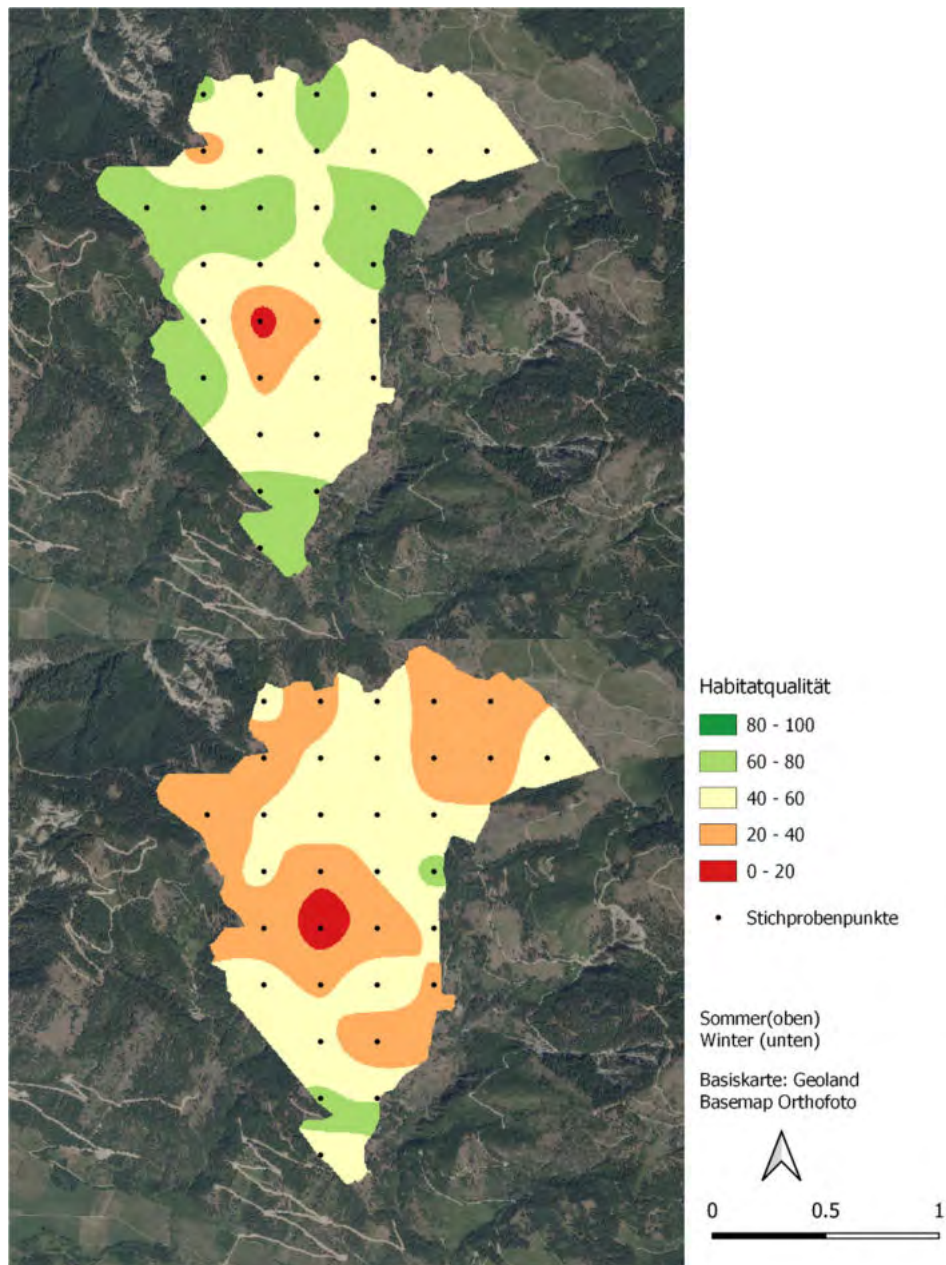 Habitatqualität
80 - 100
60 - 80
40 - 60
20 - 40
0 - 20
Stichprobenpunkte
Sommer(oben)
Winter (unten)
Basiskarte: Geoland
Basemap Orthofoto
0 0.5 1